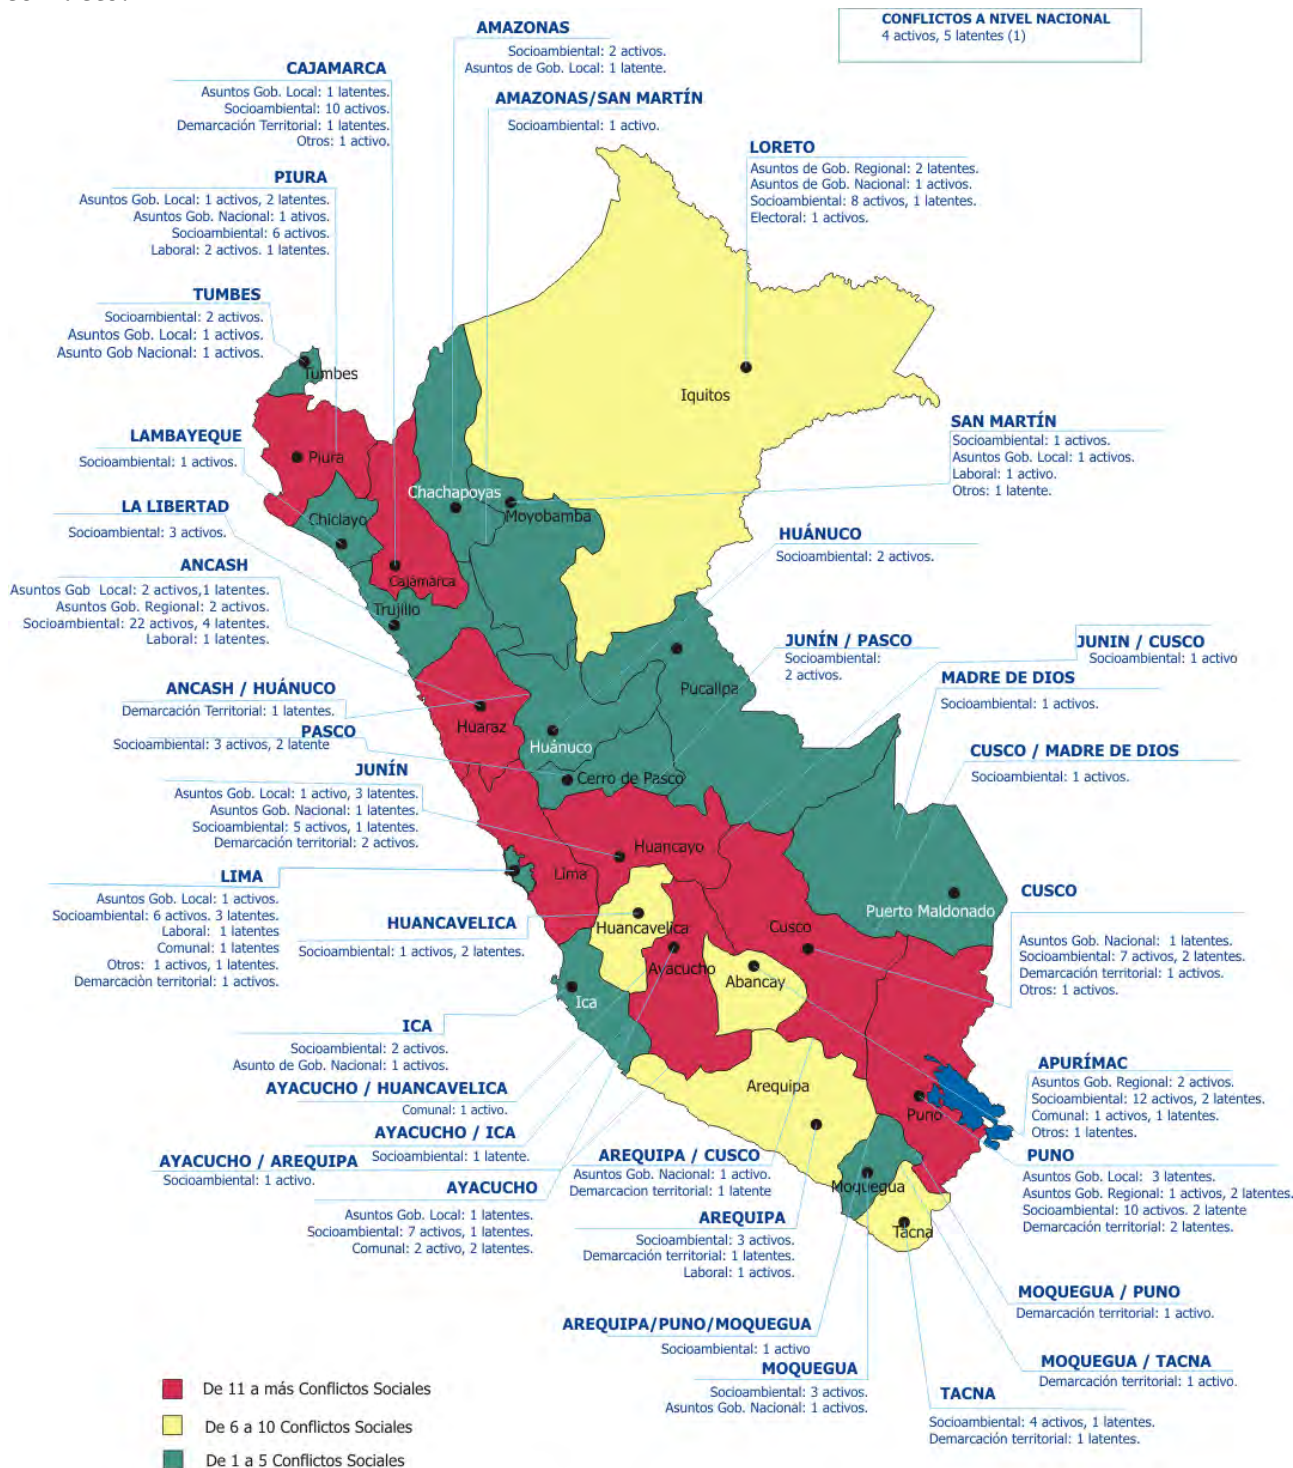 CONFLICTOS A NIVEL NACIONAL
4 activos, 5 latentes (1)
AMAZONAS
Socioambiental: 2 activos.
Asuntos de Gob. Local: 1 latente.
CAJAMARCA
Asuntos Gob. Local: 1 latentes.
Socioambiental: 10 activos.
Demarcación Territorial: 1 latentes.
Otros: 1 activo.
AMAZONAS/SAN MARTÍN
Socioambiental: 1 activo.
LORETO
Asuntos de Gob. Regional: 2 latentes.
Asuntos de Gob. Nacional: 1 activos.
Socioambiental: 8 activos, 1 latentes.
Electoral: 1 activos.
PIURA
Asuntos Gob. Local: 1 activos, 2 latentes.
Asuntos Gob. Nacional: 1 ativos.
Socioambiental: 6 activos.
Laboral: 2 activos. 1 latentes.
TUMBES
Socioambiental: 2 activos.
Asuntos Gob. Local: 1 activos.
Asunto Gob Nacional: 1 activos.
Tumbes
Iquitos
SAN MARTÍN
Socioambiental: 1 activos.
Asuntos Gob. Local: 1 activos.
Laboral: 1 activo.
Otros: 1 latente.
LAMBAYEQUE
Socioambiental: 1 activos.
Piura
Chachapoyas
Moyobamba
Chiclayo
LA LIBERTAD
Socioambiental: 3 activos.
HUÁNUCO
Socioambiental: 2 activos.
ANCASH
Asuntos Gob Local: 2 activos,1 latentes.
Asuntos Gob. Regional: 2 activos.
Socioambiental: 22 activos, 4 latentes.
Laboral: 1 latentes.
Cajamarca
Trujillo
JUNÍN / PASCO
Socioambiental:
2 activos.
JUNIN / CUSCO
Socioambiental: 1 activo
MADRE DE DIOS
Socioambiental: 1 activos.
Pucallpa
ANCASH / HUÁNUCO
Demarcación Territorial: 1 latentes.
PASCO
Socioambiental: 3 activos, 2 latente
Huaraz
Huánuco
CUSCO / MADRE DE DIOS
Socioambiental: 1 activos.
Cerro de Pasco
JUNÍN
Asuntos Gob. Local: 1 activo, 3 latentes.
Asuntos Gob. Nacional: 1 latentes.
Socioambiental: 5 activos, 1 latentes.
Demarcación territorial: 2 activos.
Huancayo
Lima
LIMA
Asuntos Gob. Local: 1 activos.
Socioambiental: 6 activos. 3 latentes.
Laboral: 1 latentes
Comunal: 1 latentes
Otros: 1 activos, 1 latentes.
Demarcaciòn territorial: 1 activos.
HUANCAVELICA
Socioambiental: 1 activos, 2 latentes.
Huancavelica
Ayacucho
Cusco
Abancay
Puerto Maldonado
CUSCO
Asuntos Gob. Nacional: 1 latentes.
Socioambiental: 7 activos, 2 latentes.
Demarcación territorial: 1 activos.
Otros: 1 activos.
Ica
ICA
Socioambiental: 2 activos.
Asunto de Gob. Nacional: 1 activos.
AYACUCHO / HUANCAVELICA
Comunal: 1 activo.
Arequipa
Puno
APURÍMAC
Asuntos Gob. Regional: 2 activos.
Socioambiental: 12 activos, 2 latentes.
Comunal: 1 activos, 1 latentes.
Otros: 1 latentes.
AYACUCHO / ICA
Socioambiental: 1 latente.
AYACUCHO / AREQUIPA
Socioambiental: 1 activo.
AREQUIPA / CUSCO
Asuntos Gob. Nacional: 1 activo.
Demarcacion territorial: 1 latente
PUNO
Asuntos Gob. Local: 3 latentes.
Asuntos Gob. Regional: 1 activos, 2 latentes.
Socioambiental: 10 activos. 2 latente
Demarcación territorial: 2 latentes.
AYACUCHO
Asuntos Gob. Local: 1 latentes.
Socioambiental: 7 activos, 1 latentes.
Comunal: 2 activo, 2 latentes.
Moquegua
Tacna
AREQUIPA
Socioambiental: 3 activos.
Demarcación territorial: 1 latentes.
Laboral: 1 activos.
MOQUEGUA / PUNO
Demarcación territorial: 1 activo.
AREQUIPA/PUNO/MOQUEGUA
Socioambiental: 1 activo
MOQUEGUA
Socioambiental: 3 activos.
Asuntos Gob. Nacional: 1 activos.
MOQUEGUA / TACNA
Demarcación territorial: 1 activo.
TACNA
Socioambiental: 4 activos, 1 latentes.
Demarcación territorial: 1 latentes.
De 11 a más Conflictos Sociales
De 6 a 10 Conflictos Sociales
De 1 a 5 Conflictos Sociales